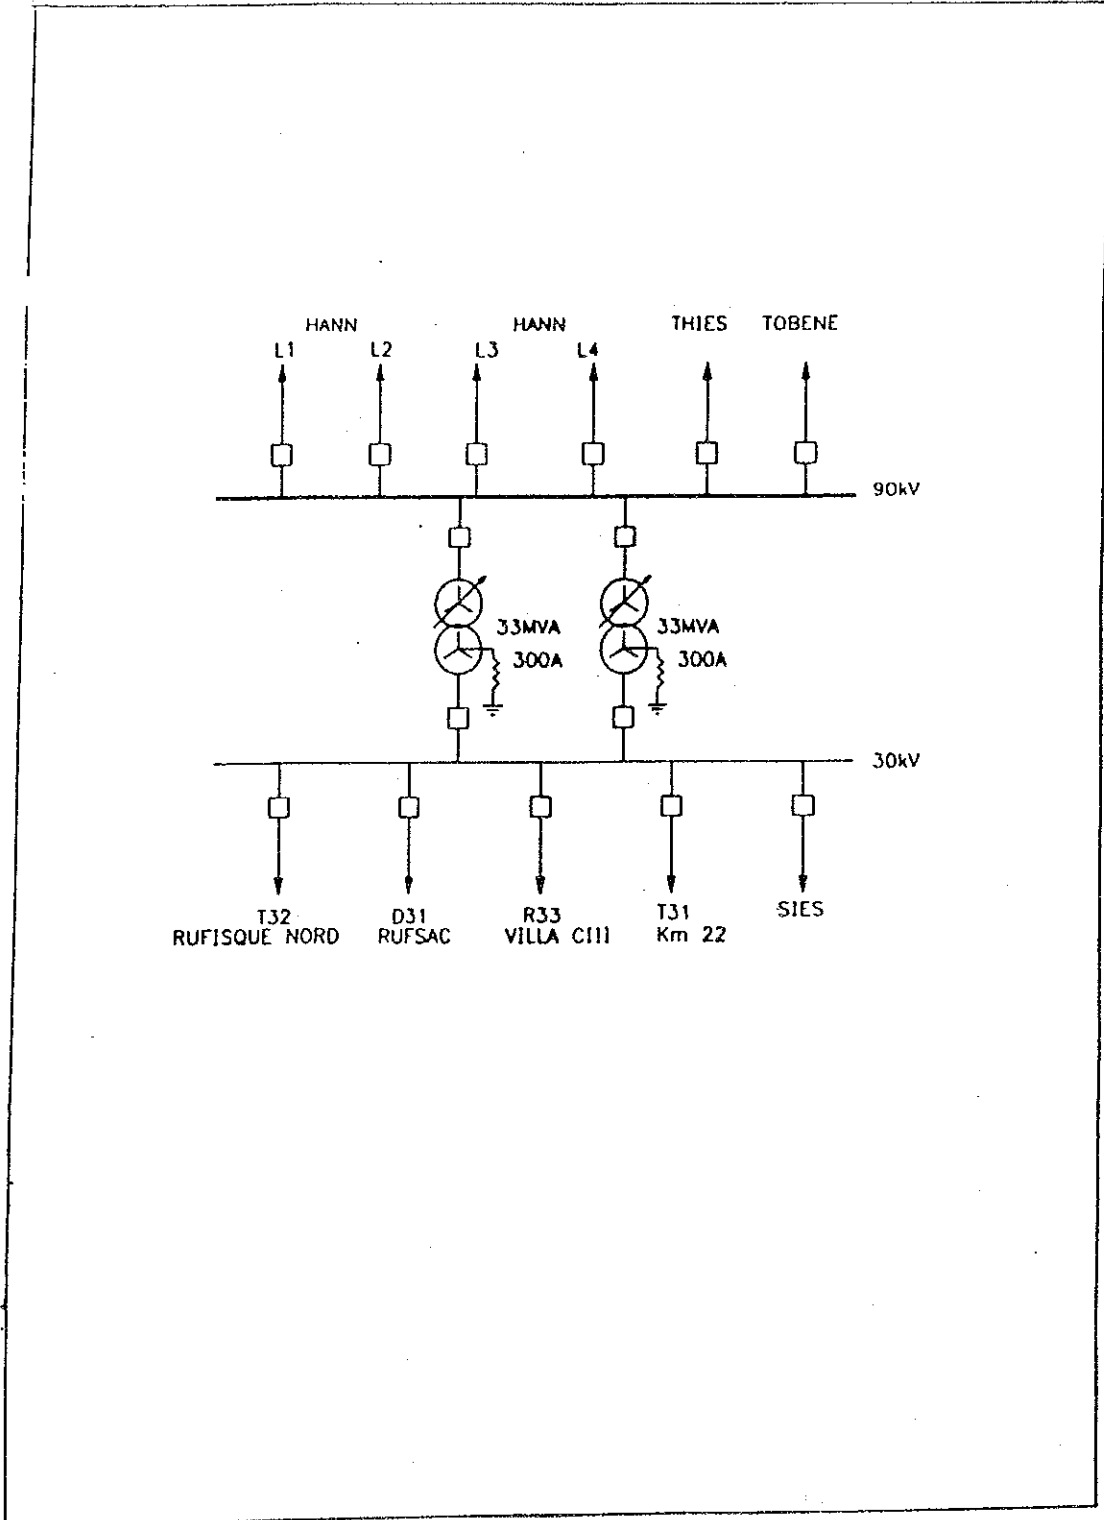 HANN HANN THIES TOBENE
L1 L2 L3 L4
90kV
33MVA 33MVA
300A 300A
30kV
T32 D31 R33 T31 SIES
RUFISQUE NORD RUFSAC VILLA CIII Km 22